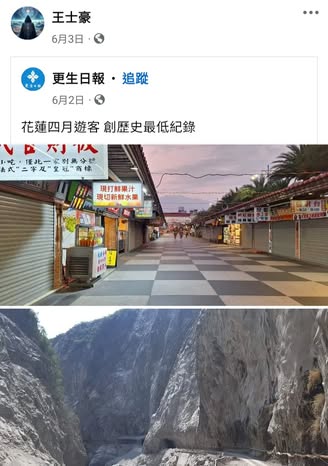 王士豪
6月3日
更生日報・追蹤
6月2日
花蓮四月遊客 創歷史最低紀錄
現打鮮果汁
現切新鮮水果